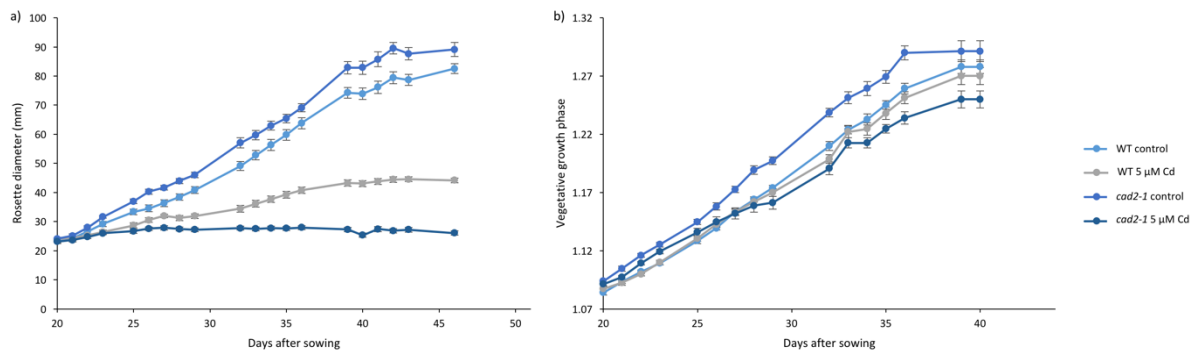 a)
Rosette diameter (mm)
100
90
80
70
60
50
40
30
20
10
0
20 25 30 35 40 45 50
Days after sowing
b)
Vegetative growth phase
1.32
1.27
1.22
1.17
1.12
1.07
20 25 30 35 40
Days after sowing
WT control
WT 5 µM Cd
cad2-1 control
cad2-1 5 µM Cd